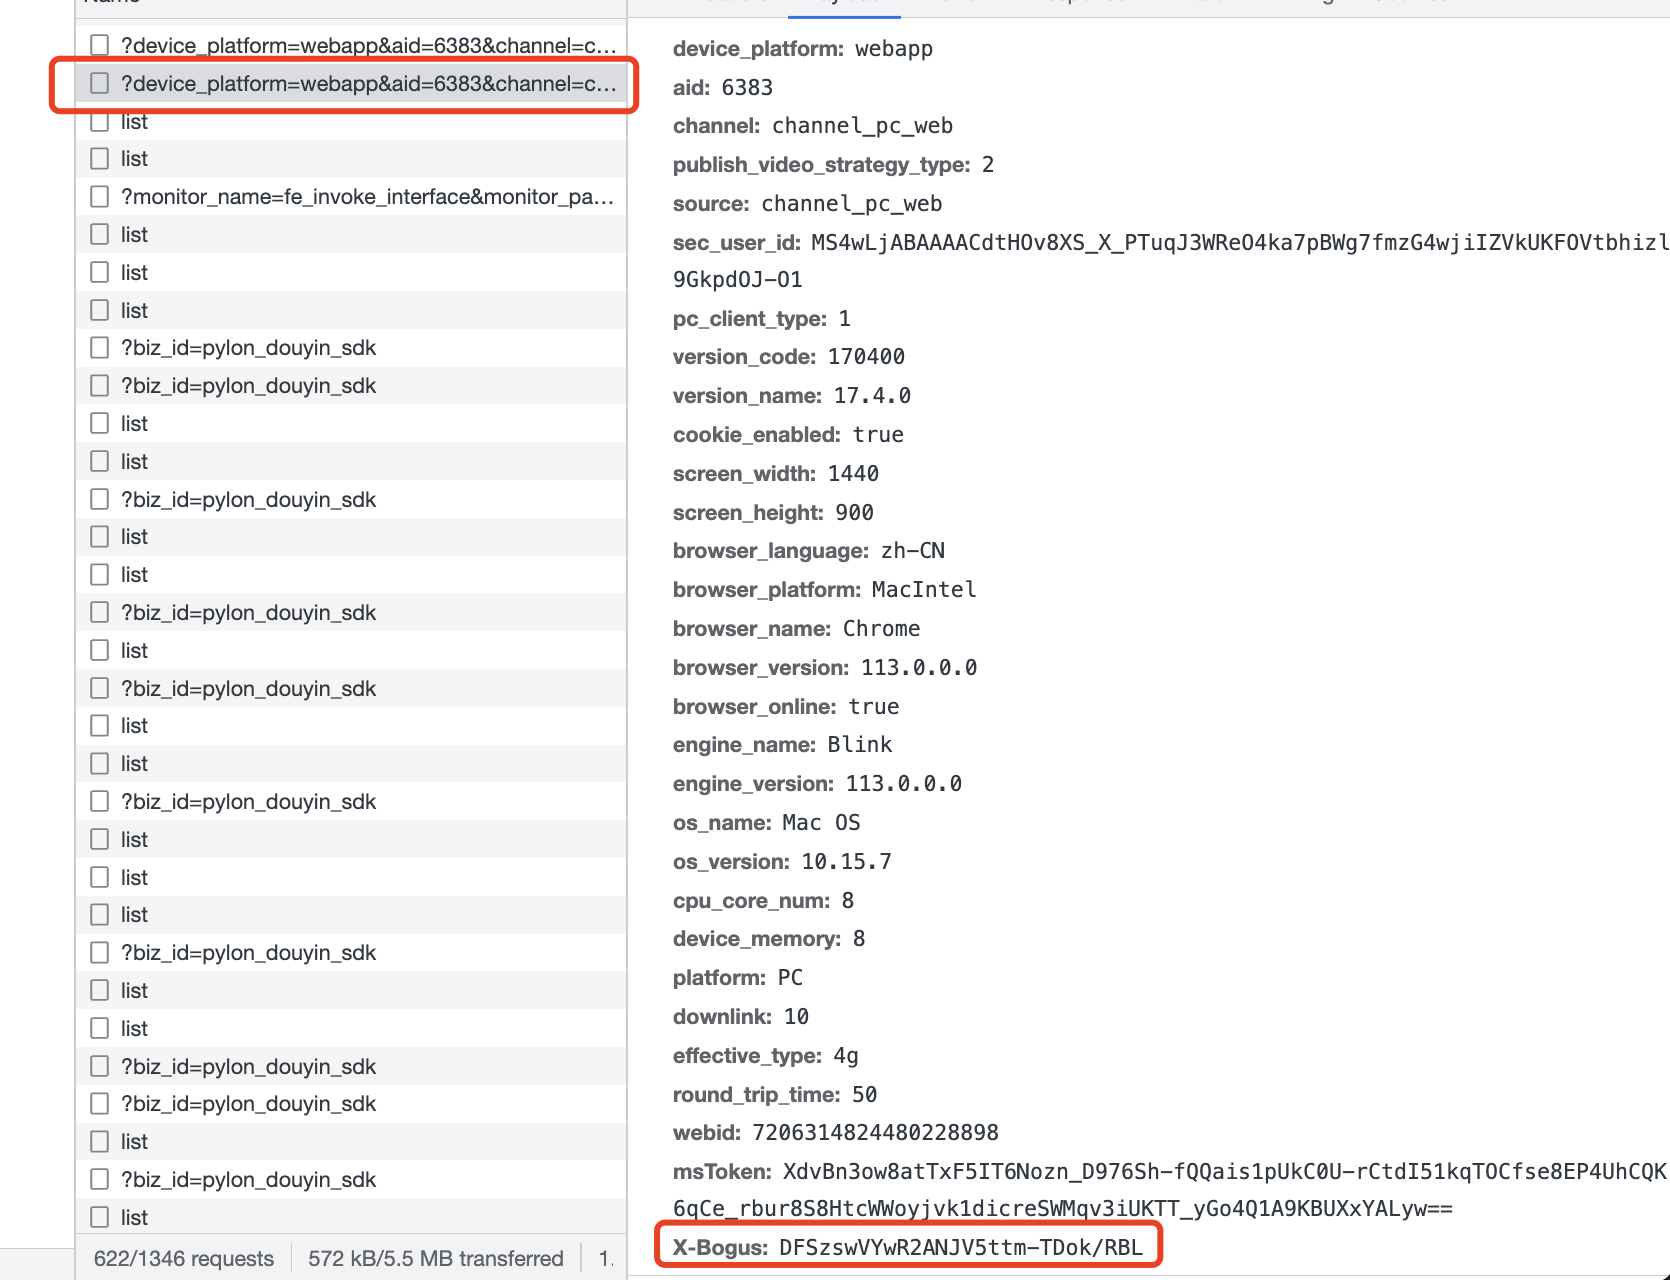 Name
?device_platform=webapp&aid=6383&channel=c...
?device_platform=webapp&aid=6383&channel=c...
list
list
?monitor_name=fe_invoke_interface&monitor_pa...
list
list
list
?biz_id=pylon_douyin_sdk
?biz_id=pylon_douyin_sdk
list
list
?biz_id=pylon_douyin_sdk
list
list
?biz_id=pylon_douyin_sdk
list
?biz_id=pylon_douyin_sdk
list
list
?biz_id=pylon_douyin_sdk
list
list
list
?biz_id=pylon_douyin_sdk
list
list
?biz_id=pylon_douyin_sdk
?biz_id=pylon_douyin_sdk
list
?biz_id=pylon_douyin_sdk
list
622/1346 requests
572 kB/5.5 MB transferred
1.
device_platform: webapp
aid: 6383
channel: channel_pc_web
publish_video_strategy_type: 2
source: channel_pc_web
sec_user_id: MS4wLjABAAAACdtHOv8XS_X_PTuqJ3WReO4ka7pBWg7fmzG4wjiIZVkUKFOVtbhizl
9GkpdOJ-O1
pc_client_type: 1
version_code: 170400
version_name: 17.4.0
cookie_enabled: true
screen_width: 1440
screen_height: 900
browser_language: zh-CN
browser_platform: MacIntel
browser_name: Chrome
browser_version: 113.0.0.0
browser_online: true
engine_name: Blink
engine_version: 113.0.0.0
os_name: Mac OS
os_version: 10.15.7
cpu_core_num: 8
device_memory: 8
platform: PC
downlink: 10
effective_type: 4g
round_trip_time: 50
webid: 7206314824480228898
msToken: XdvBn3ow8atTxF5IT6Nozn_D976Sh-fQQais1pUkC0U-rCtdI51kqTOCfse8EP4UhCQK
6qCe_rbur8S8HtcWWoyjvk1dicreSWMqv3iUKTT_yGo4Q1A9KBUXxYALyw==
X-Bogus: DFSzswVYwR2ANJV5ttm-TDok/RBL